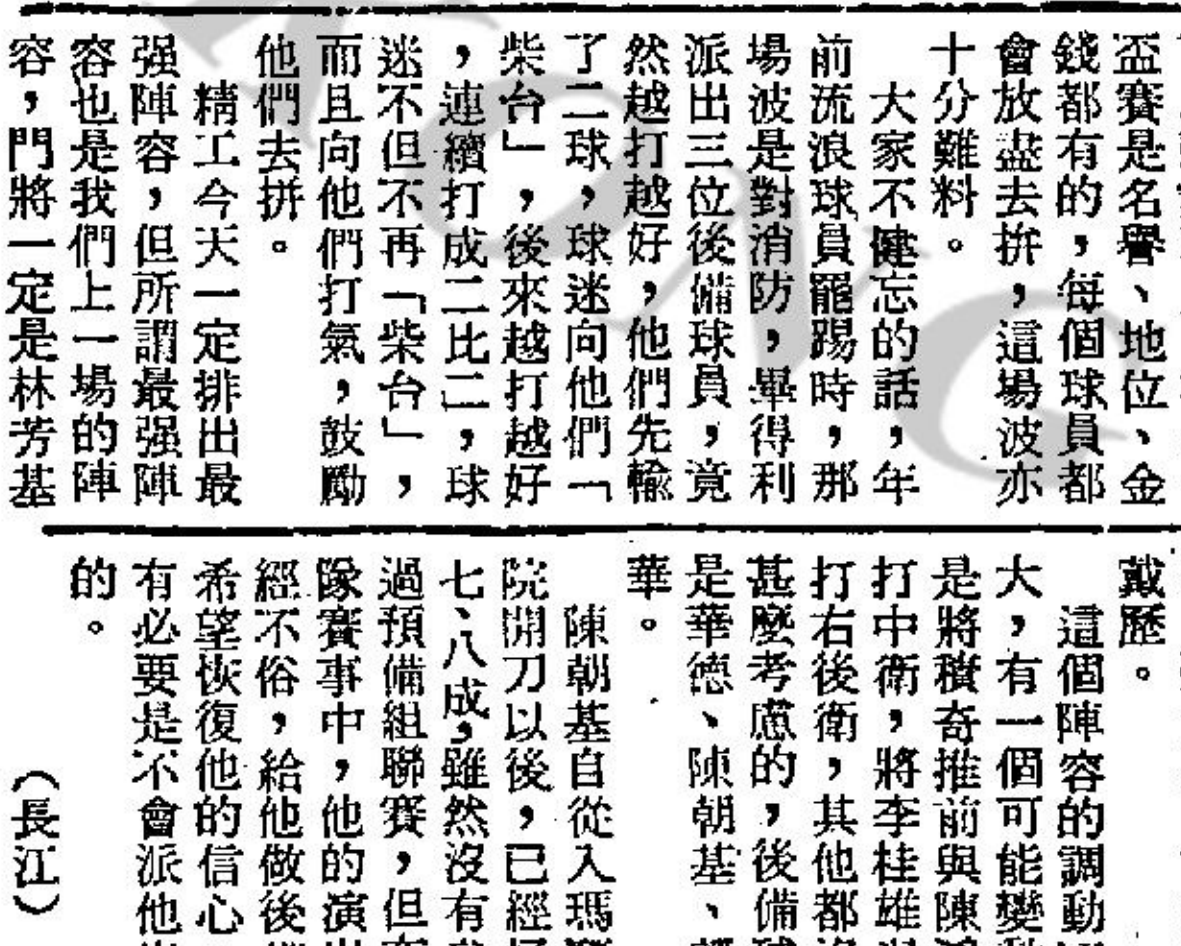 盃賽是名譽、地位、金
錢都有的，每個球員都
會放盡去拼，這場波亦
十分難料。
大家不健忘的話，年
前流浪球員罷踢時，那
場波是對消防，畢得利
派出三位後備球員，竟
然越打越好，他們先輸
了二球，球迷向他們「
柴台」，後來越打越好
，連續打成二比二，球
迷不但不再「柴台」，
而且向他們打氣，鼓勵
他們去拼。
精工今天一定排出最
强陣容，但所謂最强陣
容也是我們上一場的陣
容，門將一定是林芳基
戴歷。
這個陣容的調動
大，有一個可能變動
是將積奇推前與陳鴻
打中衛，將李桂雄
打右後衛，其他都
甚麼考慮的，後備球
是華德、陳朝基、
華。
陳朝基自從入瑪
院開刀以後，已經
七、八成，雖然沒有
過預備組聯賽，但在
隊賽事中，他的演出
經不俗，給他做後
希望恢復他的信心
有必要是不會派他
的。
（長江）